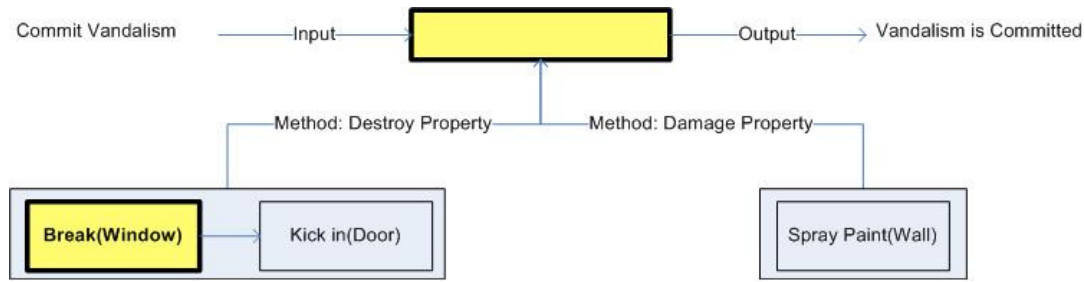 Commit Vandalism
Input
Output
Vandalism is Committed
Method: Destroy Property
Method: Damage Property
Break(Window)
Kick in(Door)
Spray Paint(Wall)